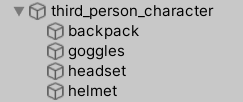 third_person_character
backpack
goggles
headset
helmet